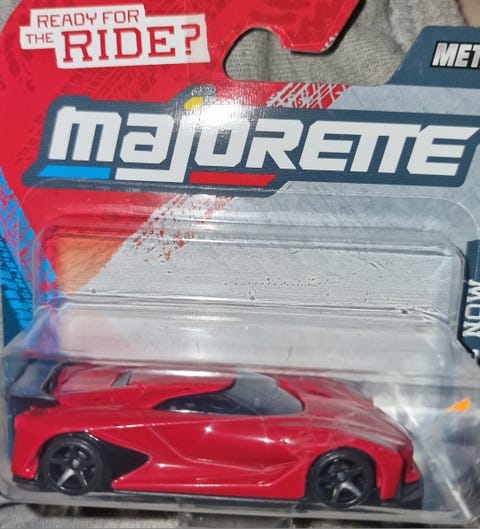 READY FOR
THE RIDE?
MET
majorette
NOW